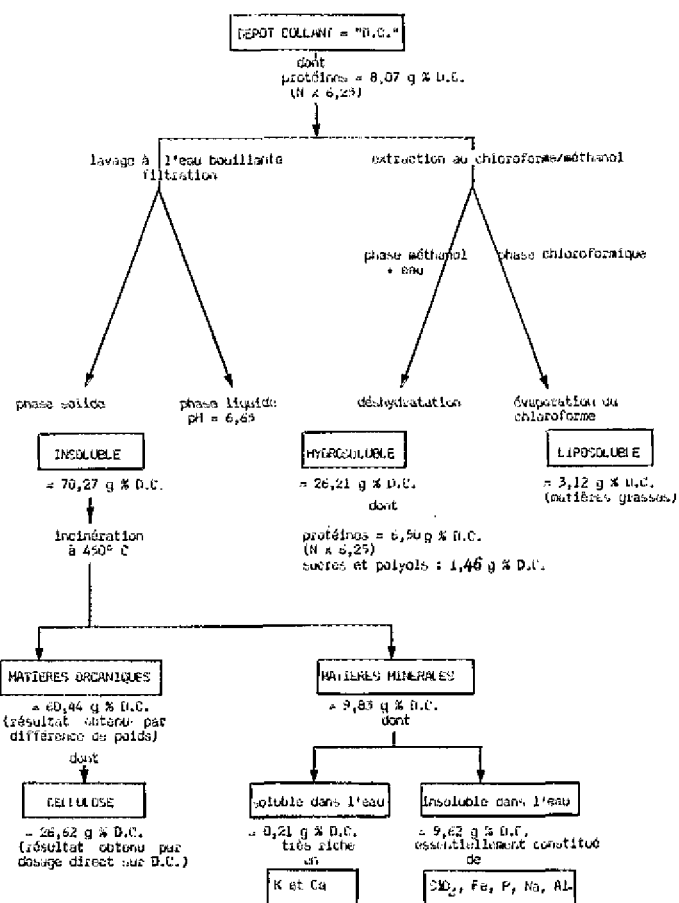 DEPOT COLLANT = "D.C."
dont
protéines = 8,07 g % D.C.
(N x 6,25)
lavage à l'eau bouillante
filtration
extraction au chloroforme/méthanol
phase méthanol
+ eau
phase chloroformique
phase solide
phase liquide
pH = 6,65
déshydratation
évaporation du
chloroforme
INSOLUBLE
HYDROSOLUBLE
LIPOSOLUBLE
= 70,27 g % D.C.
= 26,21 g % D.C.
= 3,12 g % D.C.
(matières grasses)
dont
incinération
à 450° C
protéines = 6,50 g % D.C.
(N x 6,25)
sucres et polyols : 1,46 g % D.C.
MATIERES ORGANIQUES
MATIERES MINERALES
= 60,44 g % D.C.
(résultat obtenu par
différence de poids)
= 9,83 g % D.C.
dont
dont
CELLULOSE
soluble dans l'eau
insoluble dans l'eau
= 26,62 g % D.C.
(résultat obtenu par
dosage direct sur D.C.)
= 0,21 g % D.C.
très riche
en
= 9,62 g % D.C.
essentiellement constitué
de
K et Ca
SiO₂, Fe, P, Na, Al